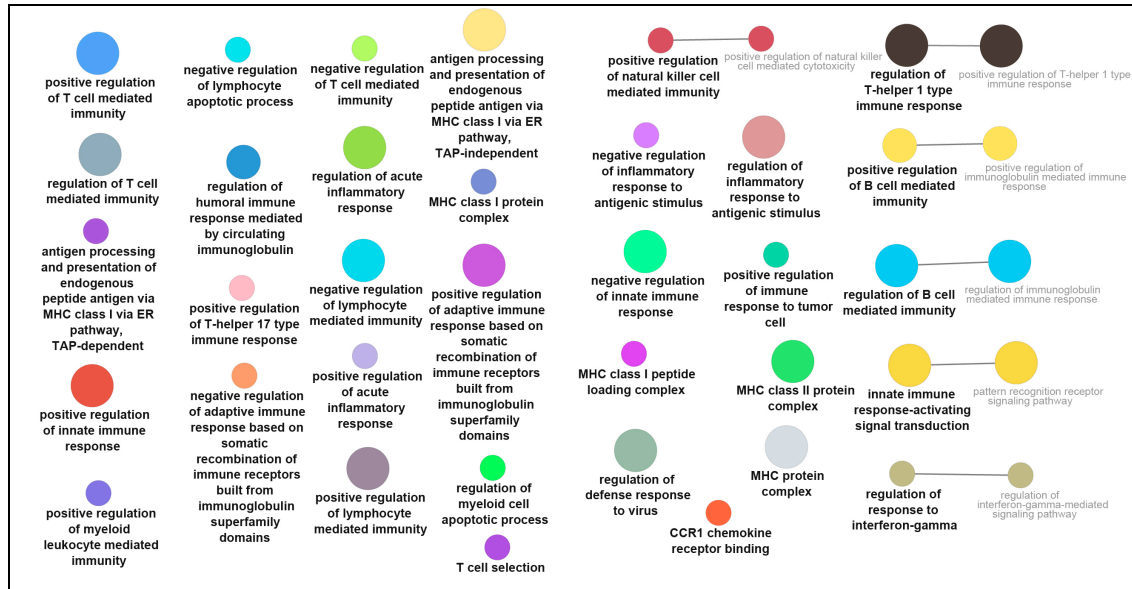 positive regulation
of T cell mediated
immunity
regulation of T cell
mediated immunity
antigen processing
and presentation of
endogenous
peptide antigen via
MHC class I via ER
pathway,
TAP-dependent
positive regulation
of innate immune
response
positive regulation
of myeloid
leukocyte mediated
immunity
negative regulation
of lymphocyte
apoptotic process
regulation of
humoral immune
response mediated
by circulating
immunoglobulin
positive regulation
of T-helper 17 type
immune response
negative regulation
of adaptive immune
response based on
somatic
recombination of
immune receptors
built from
immunoglobulin
superfamily
domains
negative regulation
of T cell mediated
immunity
regulation of acute
inflammatory
response
negative regulation
of lymphocyte
mediated immunity
positive regulation
of acute
inflammatory
response
positive regulation
of lymphocyte
mediated immunity
antigen processing
and presentation of
endogenous
peptide antigen via
MHC class I via ER
pathway,
TAP-independent
MHC class I protein
complex
positive regulation
of adaptive immune
response based on
somatic
recombination of
immune receptors
built from
immunoglobulin
superfamily
domains
regulation of
myeloid cell
apoptotic process
T cell selection
positive regulation
of natural killer cell
mediated immunity
positive regulation of natural killer
cell mediated cytotoxicity
negative regulation
of inflammatory
response to
antigenic stimulus
regulation of
inflammatory
response to
antigenic stimulus
negative regulation
of innate immune
response
positive regulation
of immune
response to tumor
cell
MHC class I peptide
loading complex
MHC class II protein
complex
regulation of
defense response
to virus
MHC protein
complex
CCR1 chemokine
receptor binding
regulation of
T-helper 1 type
immune response
positive regulation of T-helper 1 type
immune response
positive regulation
of B cell mediated
immunity
positive regulation of
immunoglobulin mediated immune
response
regulation of B cell
mediated immunity
regulation of immunoglobulin
mediated immune response
innate immune
response-activating
signal transduction
pattern recognition receptor
signaling pathway
regulation of
response to
interferon-gamma
regulation of
interferon-gamma-mediated
signaling pathway